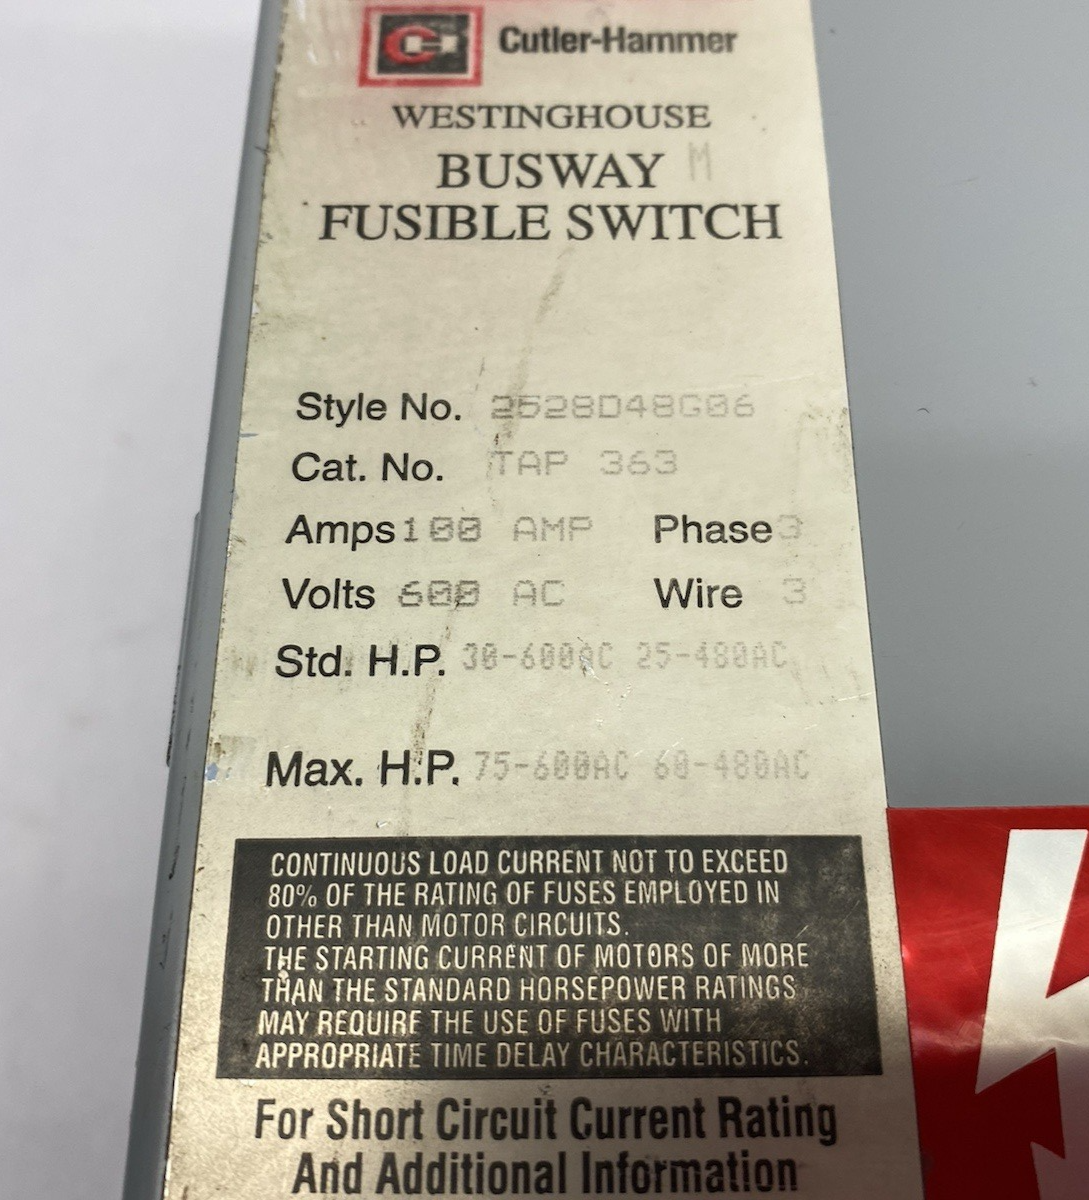 CH Cutler-Hammer
WESTINGHOUSE
BUSWAY M
FUSIBLE SWITCH
Style No. 2528D48G06
Cat. No. TAP 363
Amps 100 AMP Phase 3
Volts 600 AC Wire 3
Std. H.P. 30-600AC 25-480AC
Max. H.P. 75-600AC 60-480AC
CONTINUOUS LOAD CURRENT NOT TO EXCEED
80% OF THE RATING OF FUSES EMPLOYED IN
OTHER THAN MOTOR CIRCUITS.
THE STARTING CURRENT OF MOTORS OF MORE
THAN THE STANDARD HORSEPOWER RATINGS
MAY REQUIRE THE USE OF FUSES WITH
APPROPRIATE TIME DELAY CHARACTERISTICS.
For Short Circuit Current Rating
And Additional Information